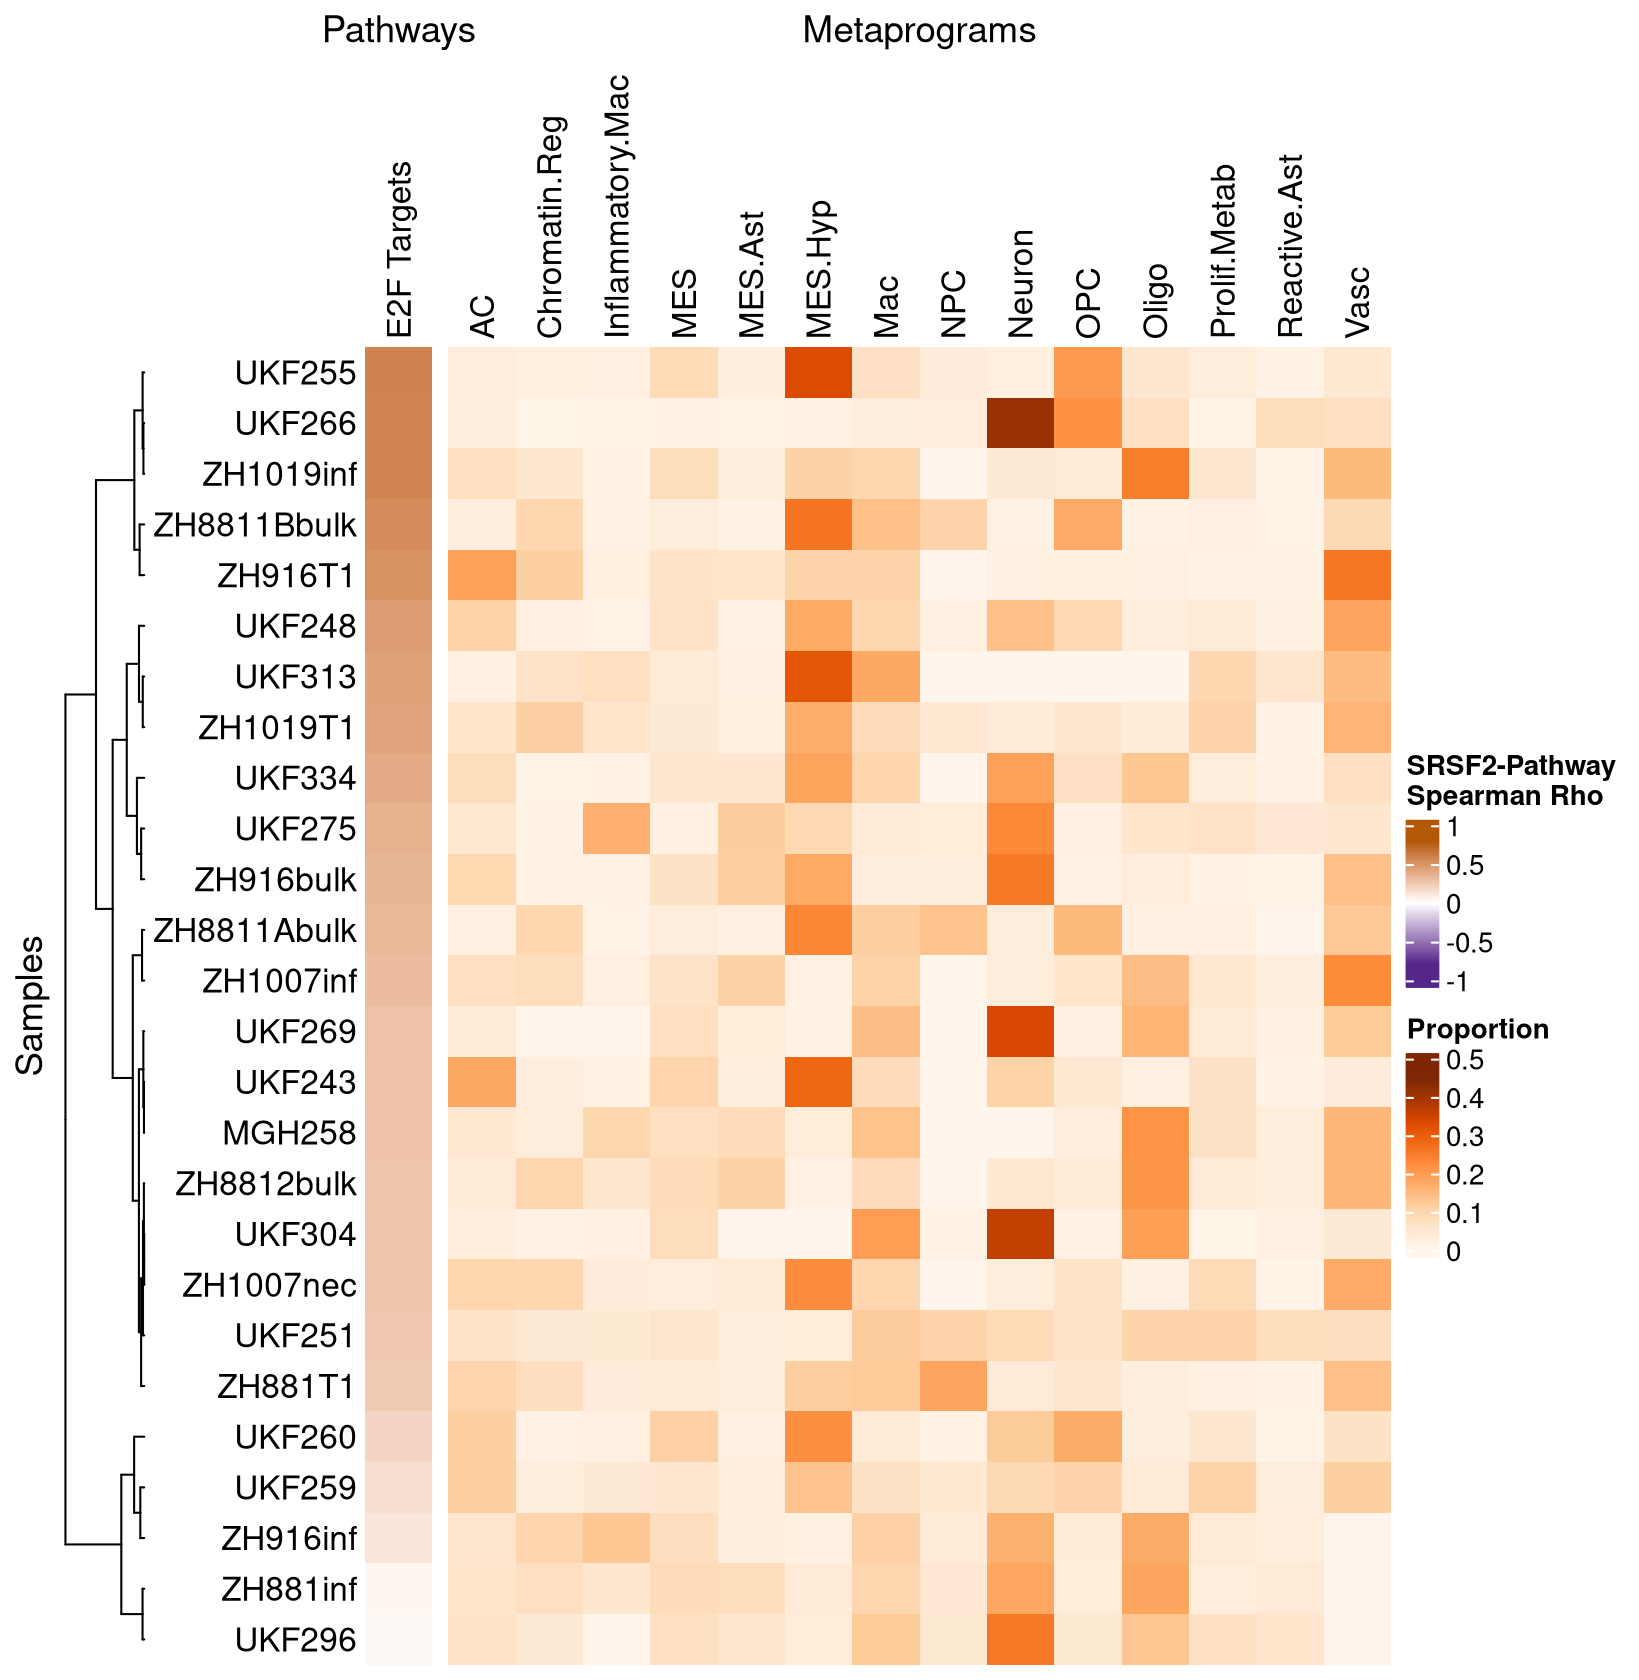 Pathways
Metaprograms
E2F Targets
AC
Chromatin.Reg
Inflammatory.Mac
MES
MES.Ast
MES.Hyp
Mac
NPC
Neuron
OPC
Oligo
Prolif.Metab
Reactive.Ast
Vasc
Samples
UKF255
UKF266
ZH1019inf
ZH8811Bbulk
ZH916T1
UKF248
UKF313
ZH1019T1
UKF334
UKF275
ZH916bulk
ZH8811Abulk
ZH1007inf
UKF269
UKF243
MGH258
ZH8812bulk
UKF304
ZH1007nec
UKF251
ZH881T1
UKF260
UKF259
ZH916inf
ZH881inf
UKF296
SRSF2-Pathway
Spearman Rho
1
0.5
0
-0.5
-1
Proportion
0.5
0.4
0.3
0.2
0.1
0